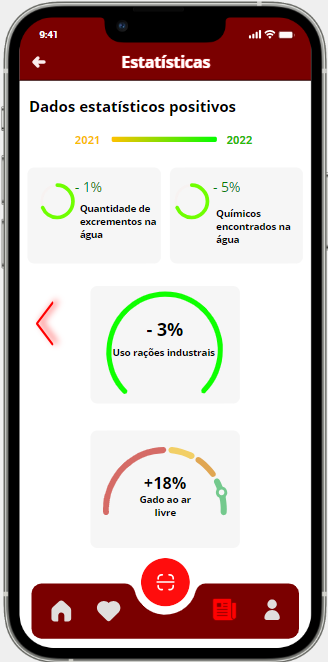 9:41
Estatísticas
Dados estatísticos positivos
2021 2022
- 1%
Quantidade de
excrementos na
água
- 5%
Químicos
encontrados na
água
- 3%
Uso rações industrais
+18%
Gado ao ar
livre